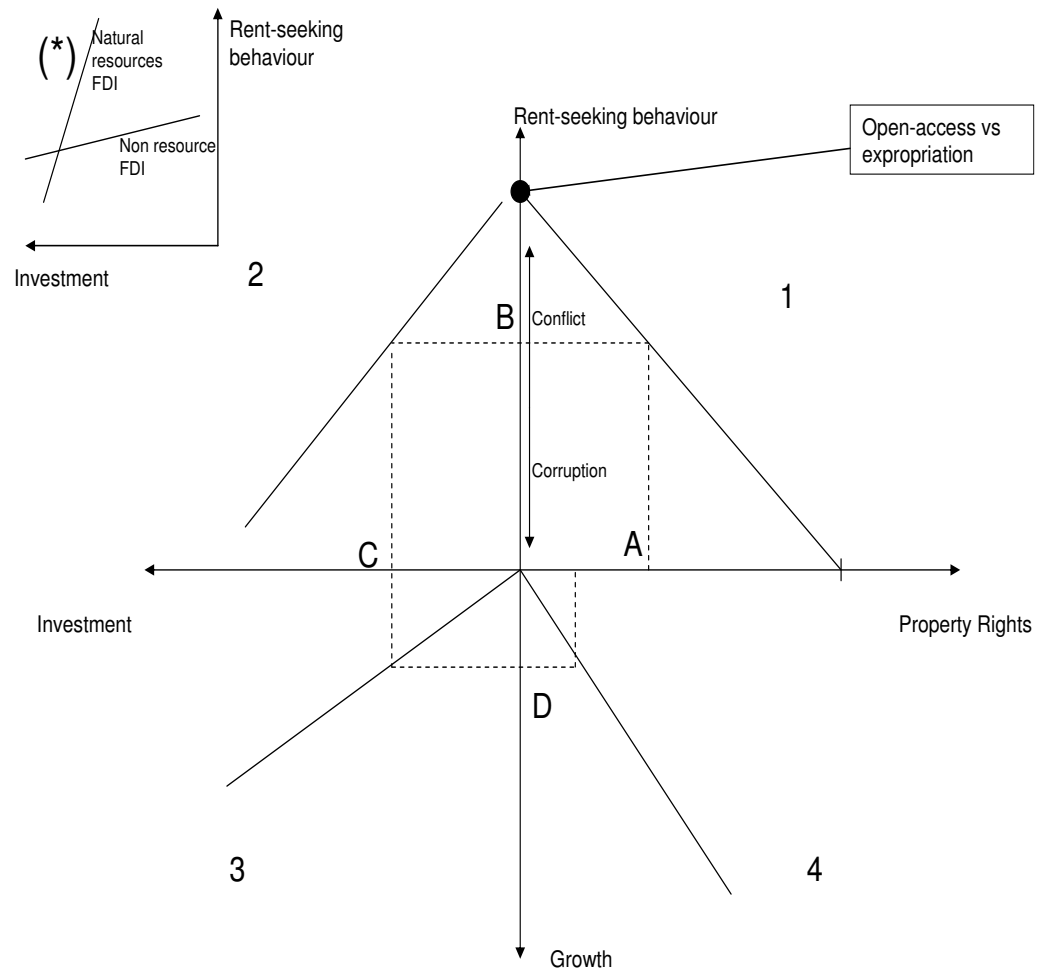 (*)
Natural
resources
FDI
Rent-seeking
behaviour
Non resource
FDI
Investment
Rent-seeking behaviour
Open-access vs
expropriation
2
1
B
Conflict
Corruption
C
A
Investment
Property Rights
D
3
4
Growth